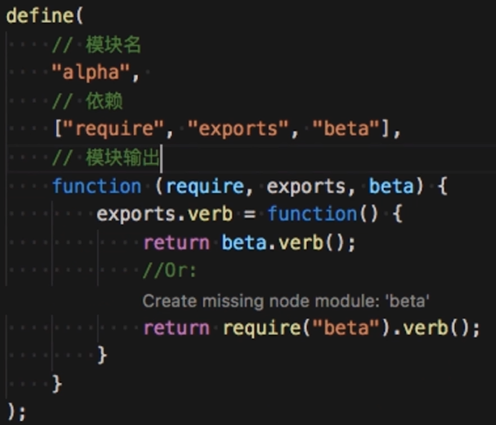 define(
// 模块名
"alpha",
// 依赖
["require", "exports", "beta"],
// 模块输出
function (require, exports, beta) {
exports.verb = function() {
return beta.verb();
//Or:
Create missing node module: 'beta'
return require("beta").verb();
}
}
);